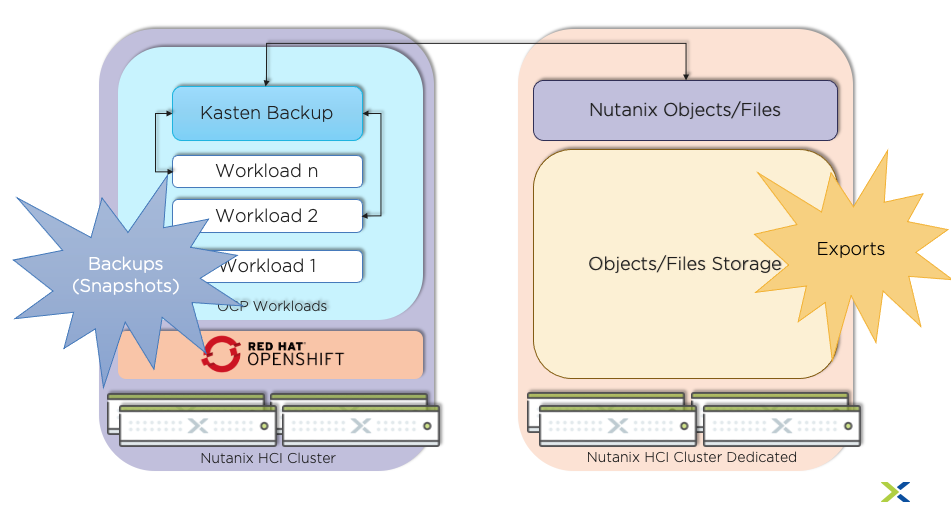 Kasten Backup
Workload n
Workload 2
Workload 1
OCP Workloads
Backups
(Snapshots)
RED HAT
OPENSHIFT
Nutanix HCI Cluster
Nutanix Objects/Files
Objects/Files Storage
Exports
Nutanix HCI Cluster Dedicated